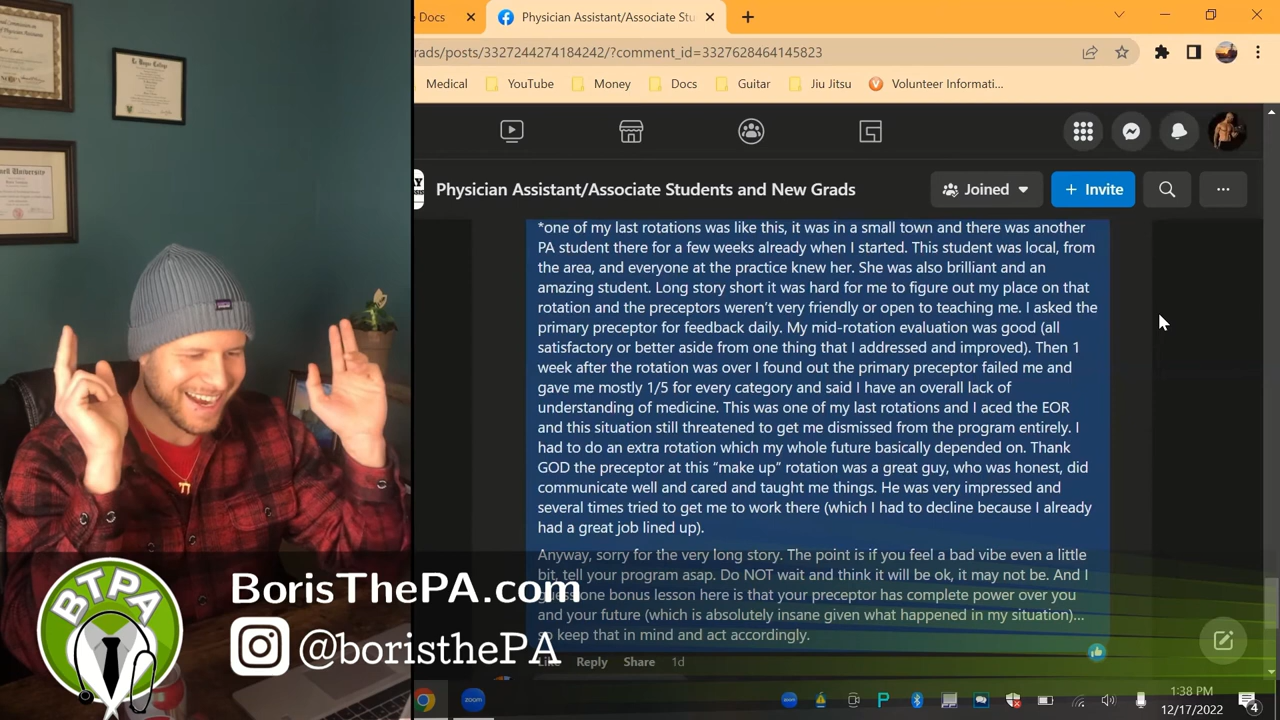 Docs
Physician Assistant/Associate Stu
rads/posts/3327244274184242/?comment_id=3327628464145823
Medical
YouTube
Money
Docs
Guitar
Jiu Jitsu
Volunteer Informati...
Physician Assistant/Associate Students and New Grads
Joined
+ Invite
*one of my last rotations was like this, it was in a small town and there was another
PA student there for a few weeks already when I started. This student was local, from
the area, and everyone at the practice knew her. She was also brilliant and an
amazing student. Long story short it was hard for me to figure out my place on that
rotation and the preceptors weren't very friendly or open to teaching me. I asked the
primary preceptor for feedback daily. My mid-rotation evaluation was good (all
satisfactory or better aside from one thing that I addressed and improved). Then 1
week after the rotation was over I found out the primary preceptor failed me and
gave me mostly 1/5 for every category and said I have an overall lack of
understanding of medicine. This was one of my last rotations and I aced the EOR
and this situation still threatened to get me dismissed from the program entirely. I
had to do an extra rotation which my whole future basically depended on. Thank
GOD the preceptor at this “make up” rotation was a great guy, who was honest, did
communicate well and cared and taught me things. He was very impressed and
several times tried to get me to work there (which I had to decline because I already
had a great job lined up).
Anyway, sorry for the very long story. The point is if you feel a bad vibe even a little
bit, tell your program asap. Do NOT wait and think it will be ok, it may not be. And I
guess one bonus lesson here is that your preceptor has complete power over you
and your future (which is absolutely insane given what happened in my situation)...
so keep that in mind and act accordingly.
Like
Reply
Share
1d
BTPA
BorisThePA.com
@boristhePA
zoom
1:38 PM
12/17/2022
4